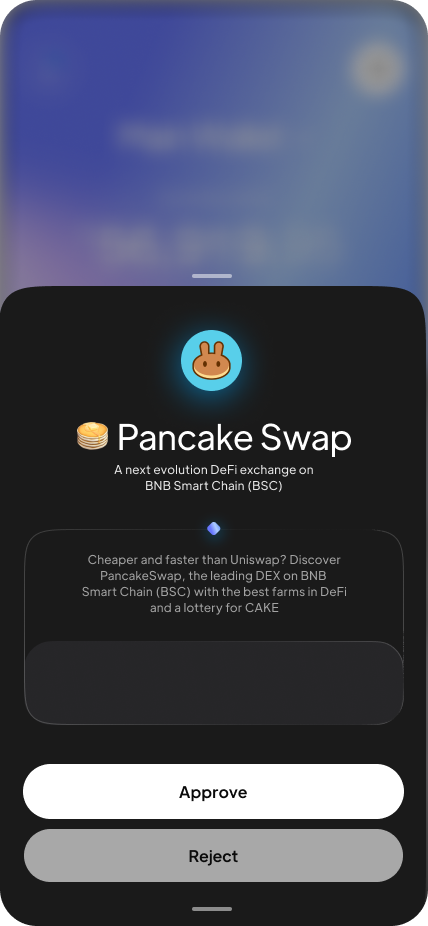 🥞 Pancake Swap
A next evolution DeFi exchange on
BNB Smart Chain (BSC)
Cheaper and faster than Uniswap? Discover
PancakeSwap, the leading DEX on BNB
Smart Chain (BSC) with the best farms in DeFi
and a lottery for CAKE
Approve
Reject